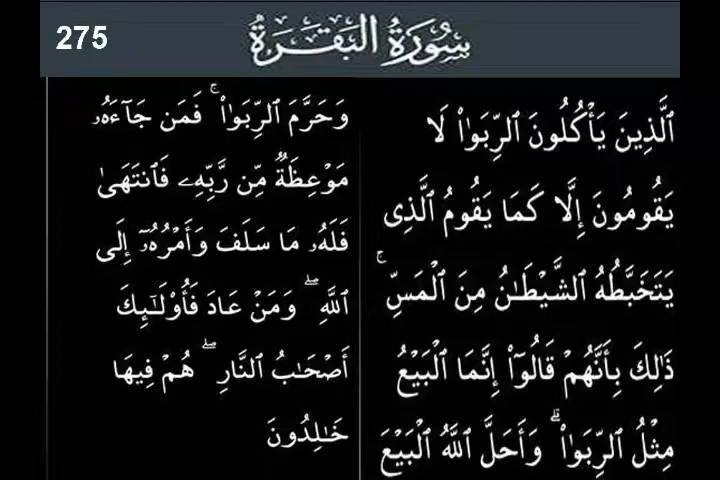 275
سُورَةُ البَقَرَةُ
ٱلَّذِينَ يَأْكُلُونَ ٱلرِّبَوٰا۟ لَا
يَقُومُونَ إِلَّا كَمَا يَقُومُ ٱلَّذِى
يَتَخَبَّطُهُ ٱلشَّيْطَـٰنُ مِنَ ٱلْمَسِّ ۚ
ذَٰلِكَ بِأَنَّهُمْ قَالُوٓا۟ إِنَّمَا ٱلْبَيْعُ
مِثْلُ ٱلرِّبَوٰا۟ ۗ وَأَحَلَّ ٱللَّهُ ٱلْبَيْعَ
وَحَرَّمَ ٱلرِّبَوٰا۟ ۚ فَمَن جَآءَهُۥ
مَوْعِظَةٌ مِّن رَّبِّهِۦ فَٱنتَهَىٰ
فَلَهُۥ مَا سَلَفَ وَأَمْرُهُۥٓ إِلَى
ٱللَّهِ ۖ وَمَنْ عَادَ فَأُو۟لَـٰٓئِكَ
أَصْحَـٰبُ ٱلنَّارِ ۖ هُمْ فِيهَا
خَـٰلِدُونَ